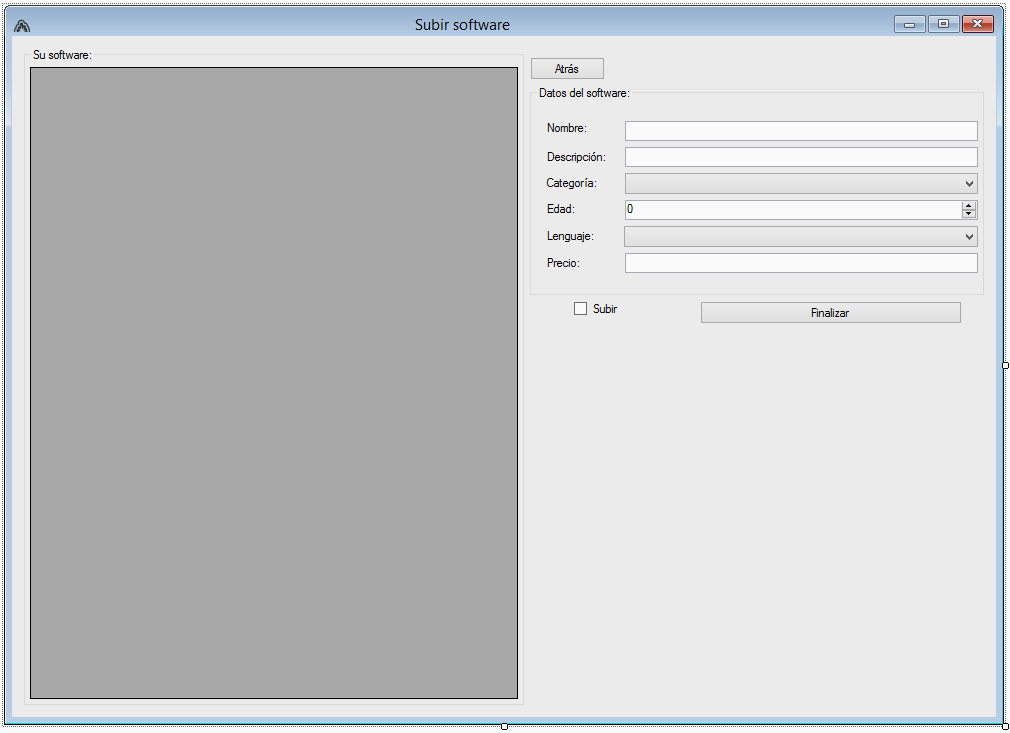 Subir software
Su software:
Atrás
Datos del software:
Nombre:
Descripción:
Categoría:
Edad:
0
Lenguaje:
Precio:
Subir
Finalizar